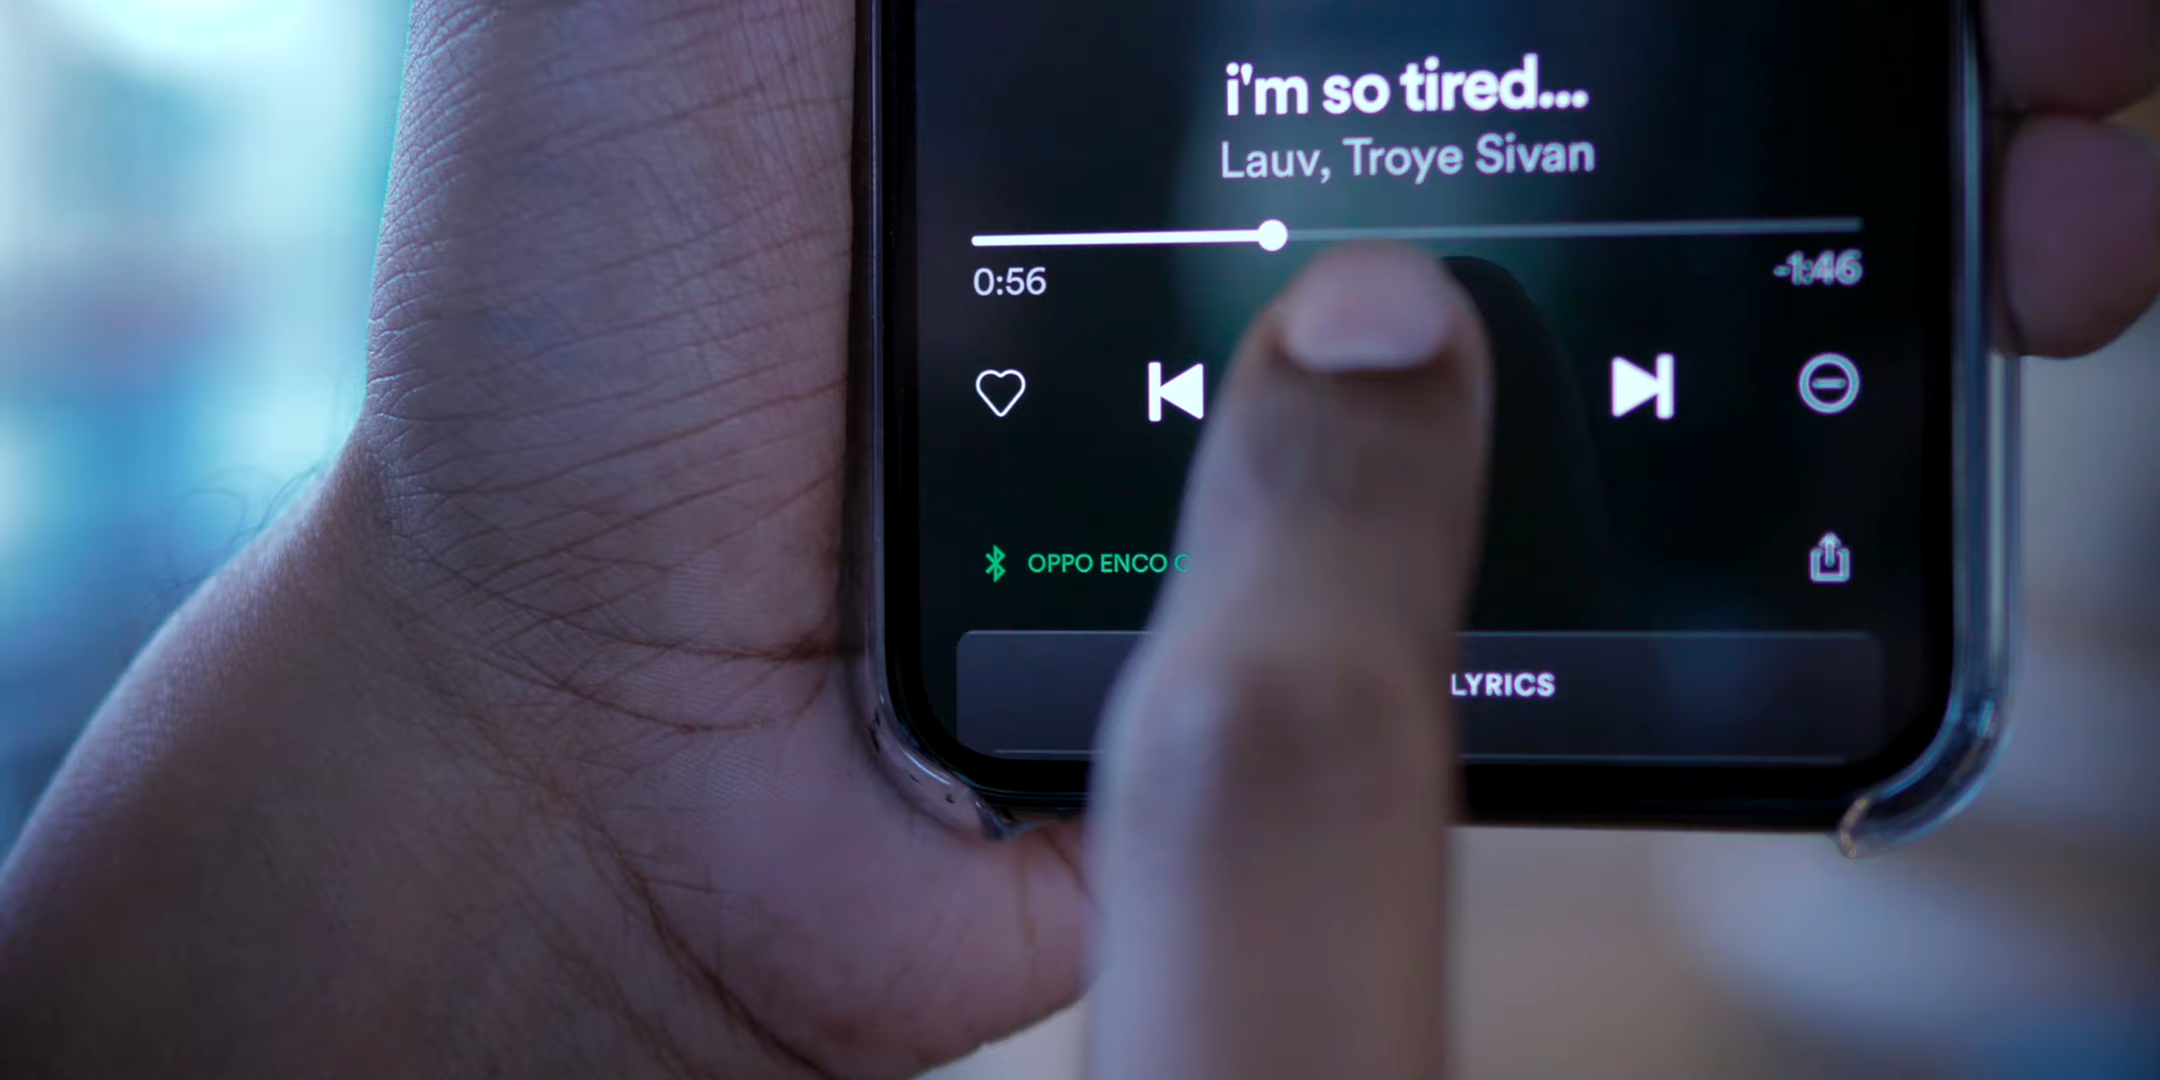 i'm so tired...
Lauv, Troye Sivan
0:56
-1:46
OPPO ENCO
LYRICS